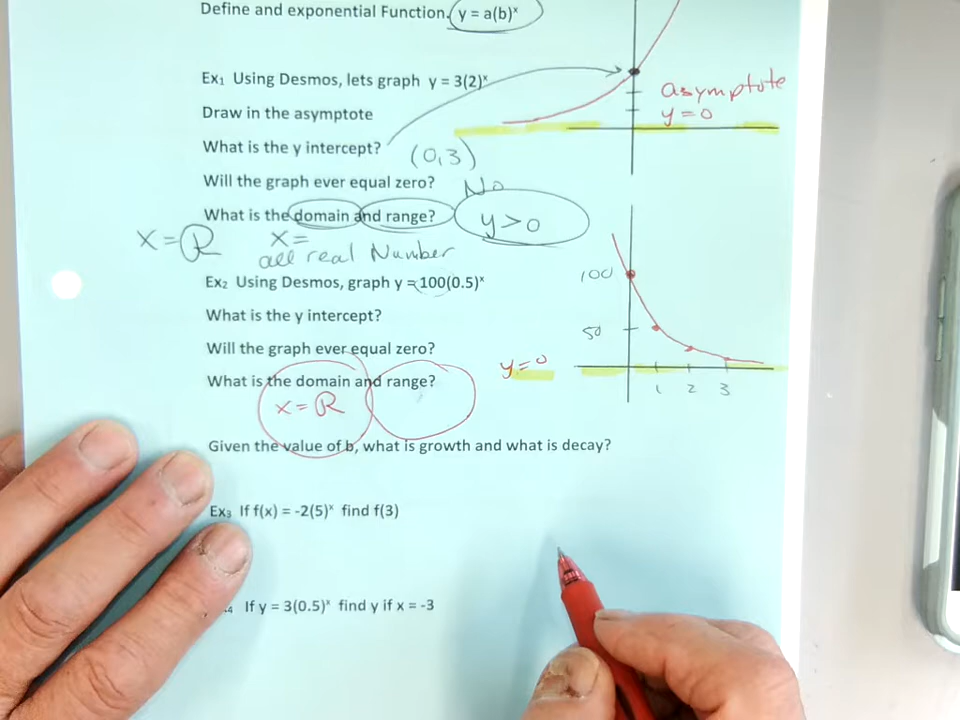 Define and exponential Function. y = a(b)ˣ
Ex1 Using Desmos, lets graph y = 3(2)ˣ
asymptote
y = 0
Draw in the asymptote
What is the y intercept? (0,3)
Will the graph ever equal zero? No
What is the domain and range? y > 0
x = ℝ x =
all real Number
Ex2 Using Desmos, graph y = 100(0.5)ˣ
100
What is the y intercept?
50
Will the graph ever equal zero?
y = 0
What is the domain and range?
1 2 3
x = ℝ
Given the value of b, what is growth and what is decay?
Ex3 If f(x) = -2(5)ˣ find f(3)
4 If y = 3(0.5)ˣ find y if x = -3